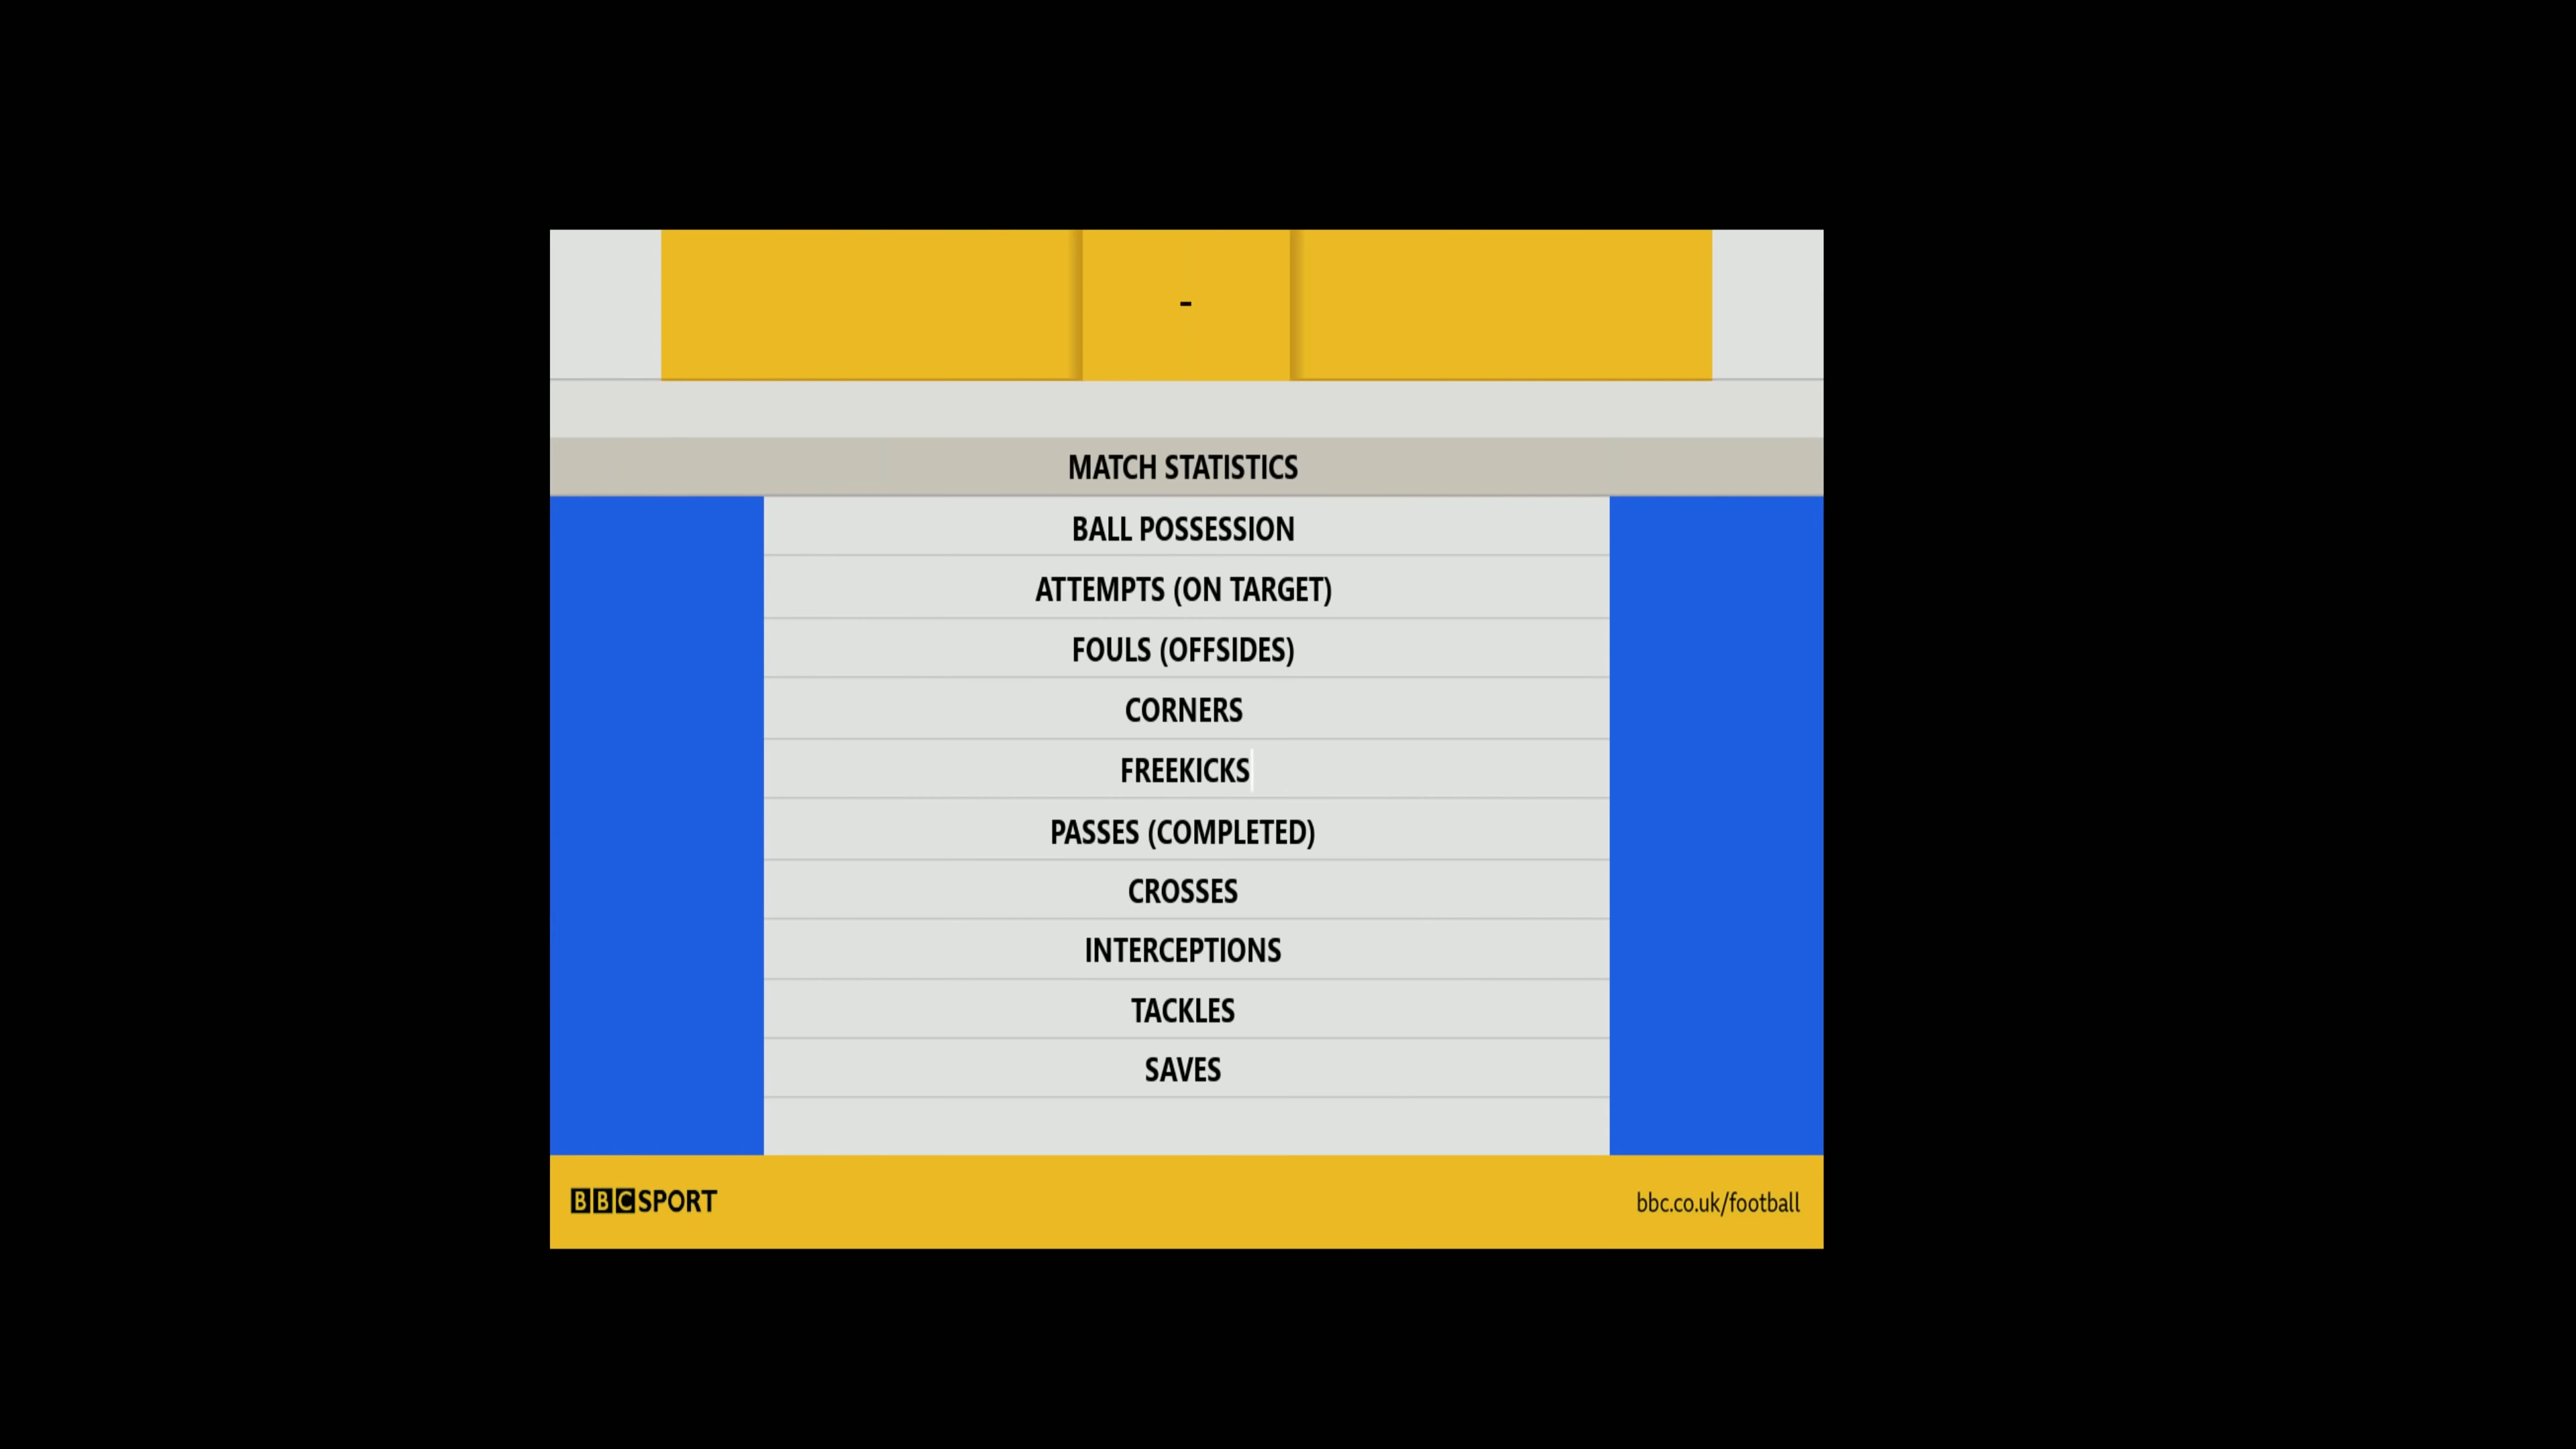 -
MATCH STATISTICS
BALL POSSESSION
ATTEMPTS (ON TARGET)
FOULS (OFFSIDES)
CORNERS
FREEKICKS
PASSES (COMPLETED)
CROSSES
INTERCEPTIONS
TACKLES
SAVES
BBC SPORT
bbc.co.uk/football